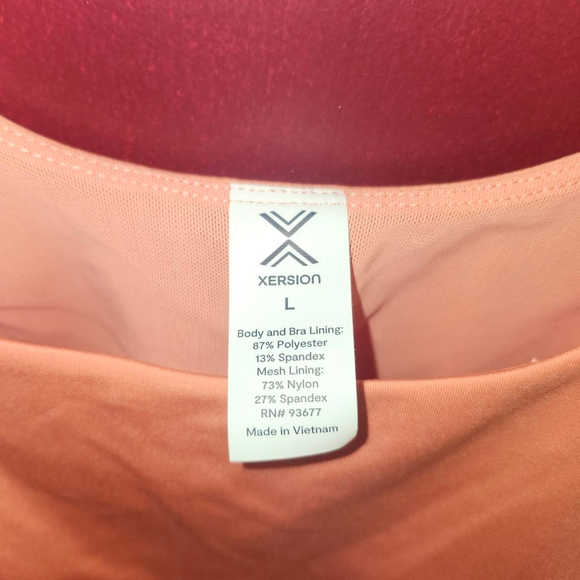 XERSION
L
Body and Bra Lining:
87% Polyester
13% Spandex
Mesh Lining:
73% Nylon
27% Spandex
RN# 93677
Made in Vietnam